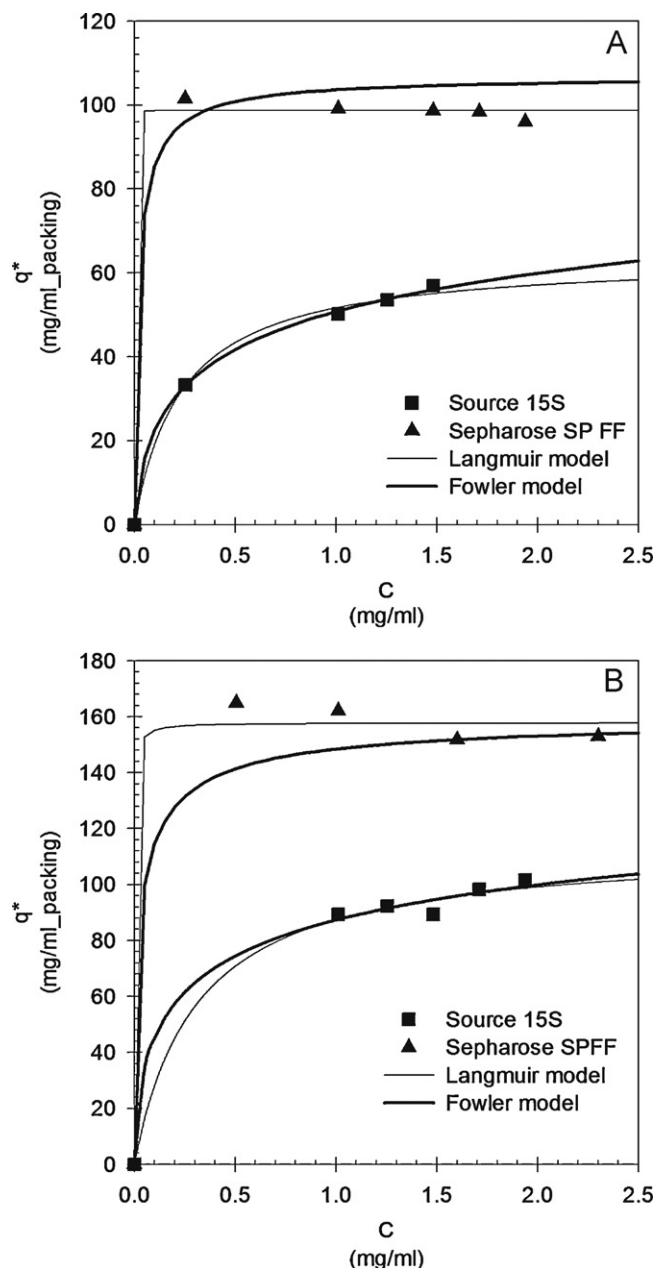 A
120
100
80
60
40
20
0
q*
(mg/ml_packing)
Source 15S
Sepharose SP FF
Langmuir model
Fowler model
0.0 0.5 1.0 1.5 2.0 2.5
C
(mg/ml)
B
180
160
140
120
100
80
60
40
20
0
q*
(mg/ml_packing)
Source 15S
Sepharose SPFF
Langmuir model
Fowler model
0.0 0.5 1.0 1.5 2.0 2.5
C
(mg/ml)